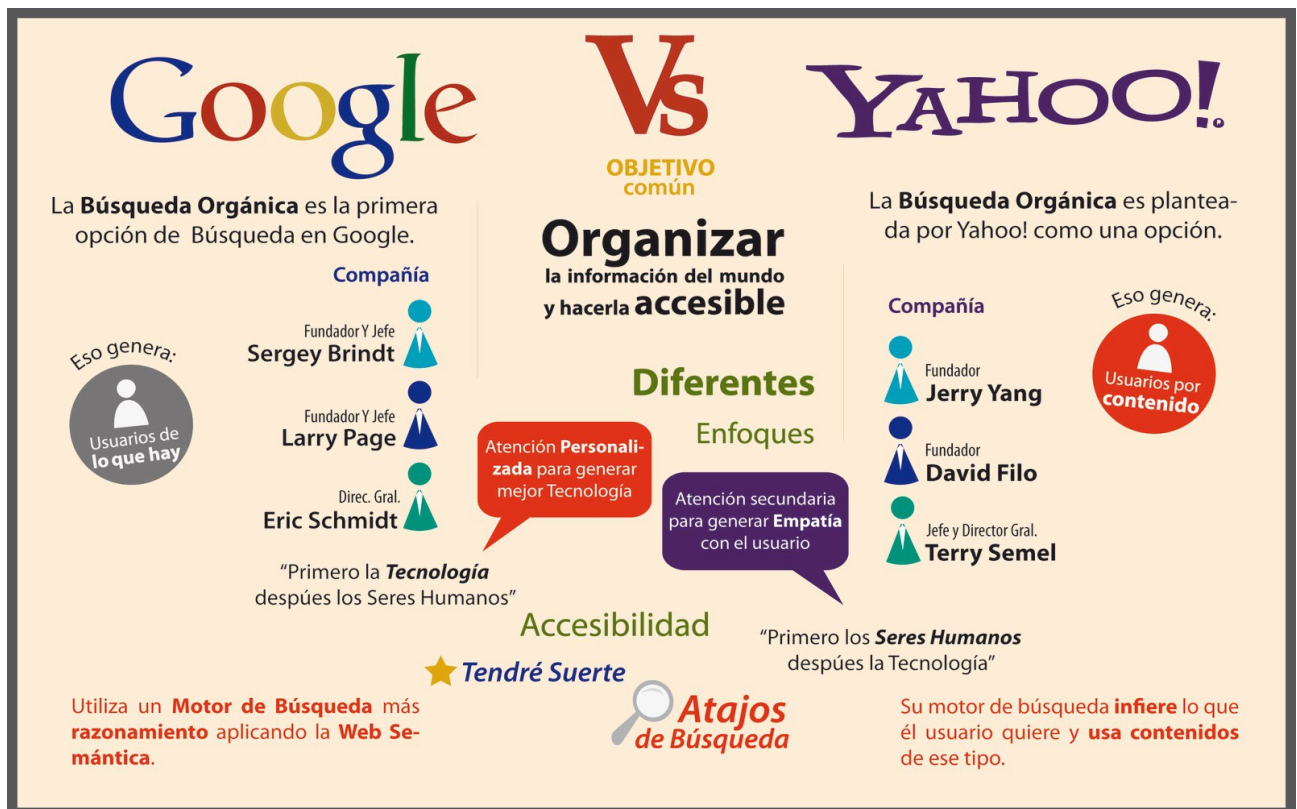 Google
Vs
YAHOO!
OBJETIVO
común
Organizar
la información del mundo
y hacerla accesible
La Búsqueda Orgánica es la primera
opción de Búsqueda en Google.
Compañía
Eso genera:
Usuarios de
lo que hay
Fundador Y Jefe
Sergey Brindt
Fundador Y Jefe
Larry Page
Direc. Gral.
Eric Schmidt
La Búsqueda Orgánica es plantea-
da por Yahoo! como una opción.
Compañía
Fundador
Jerry Yang
Fundador
David Filo
Jefe y Director Gral.
Terry Semel
Eso genera:
Usuarios por
contenido
Diferentes
Enfoques
Atención Personali-
zada para generar
mejor Tecnología
Atención secundaria
para generar Empatía
con el usuario
“Primero la Tecnología
despúes los Seres Humanos”
“Primero los Seres Humanos
despúes la Tecnología”
Accesibilidad
Tendré Suerte
Atajos
de Búsqueda
Utiliza un Motor de Búsqueda más
razonamiento aplicando la Web Se-
mántica.
Su motor de búsqueda infiere lo que
él usuario quiere y usa contenidos
de ese tipo.